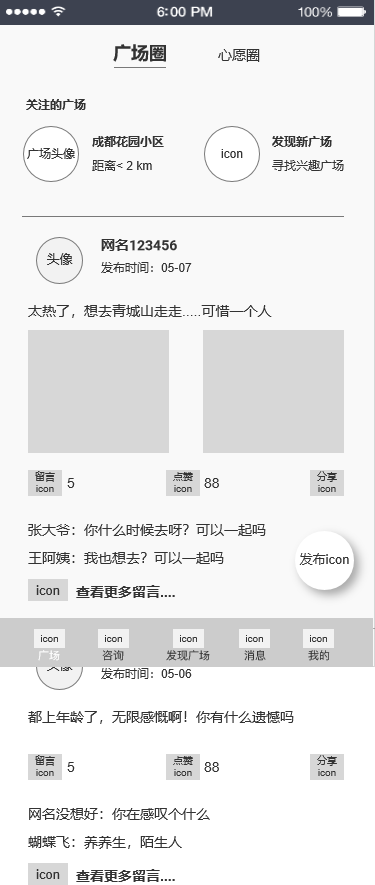 6:00 PM 100%
广场圈 心愿圈
关注的广场
广场头像 成都花园小区 icon 发现新广场
距离< 2 km 寻找兴趣广场
头像 网名123456
发布时间：05-07
太热了，想去青城山走走.....可惜一个人
留言 点赞 分享
icon 5 icon 88 icon
张大爷：你什么时候去呀？可以一起吗
王阿姨：我也想去？可以一起吗
发布icon
icon 查看更多留言....
icon icon icon icon icon
广场 咨询 发现广场 消息 我的
头像 发布时间：05-06
都上年龄了，无限感慨啊！你有什么遗憾吗
留言 点赞 分享
icon 5 icon 88 icon
网名没想好：你在感叹个什么
蝴蝶飞：养养生，陌生人
icon 查看更多留言....